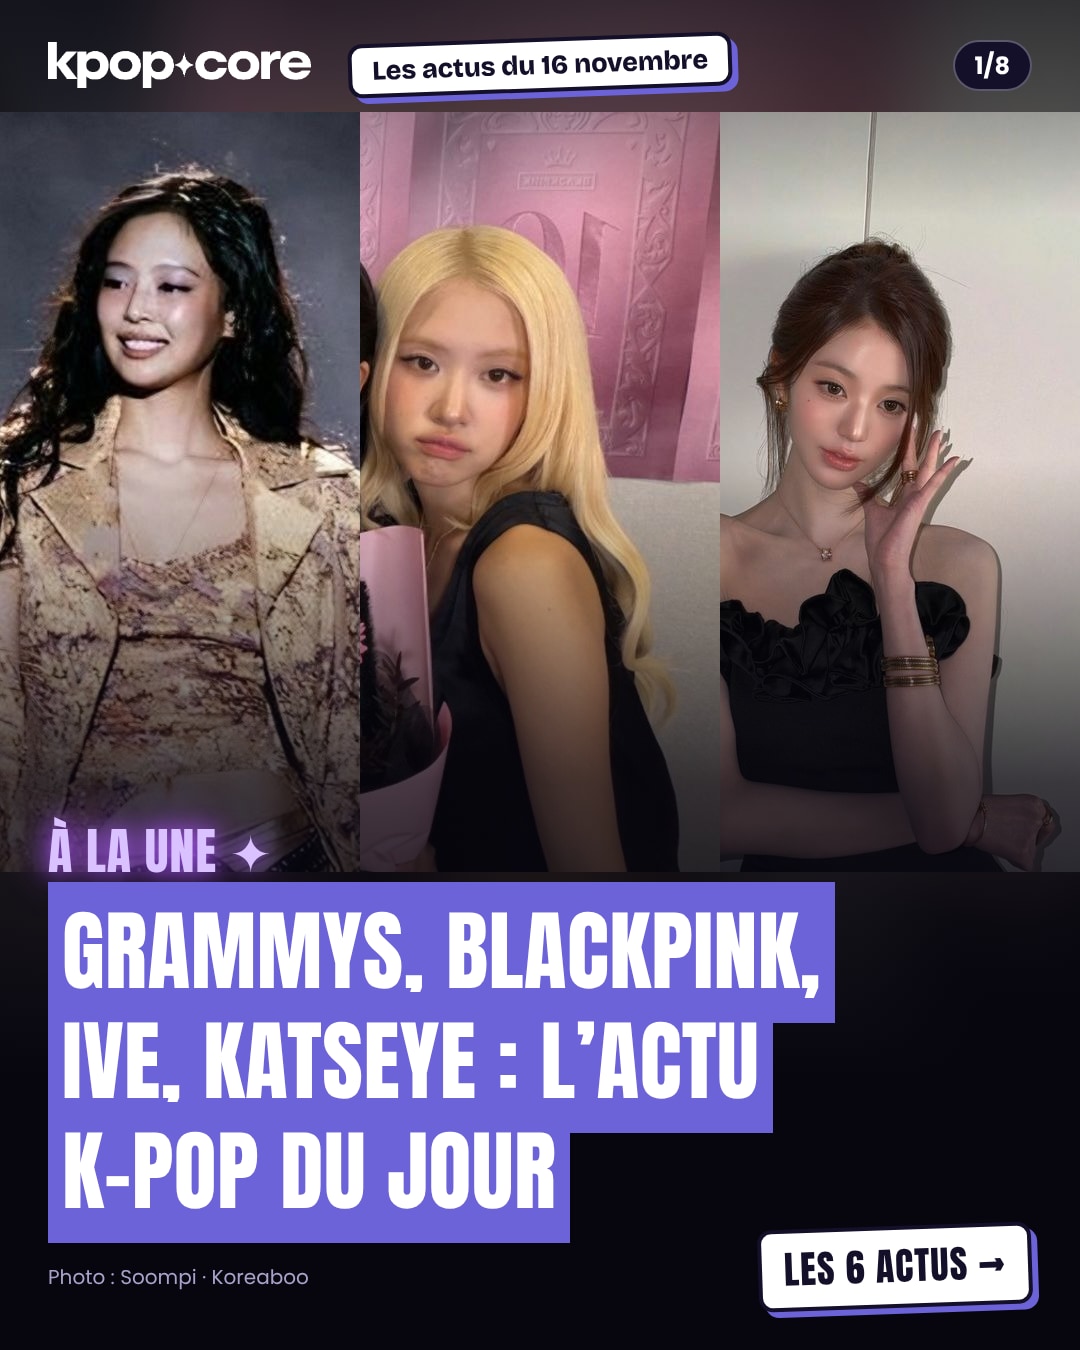 kpop✦core
Les actus du 16 novembre
1/8
À LA UNE ✦
GRAMMYS, BLACKPINK,
IVE, KATSEYE : L’ACTU
K-POP DU JOUR
Photo : Soompi · Koreaboo
LES 6 ACTUS →